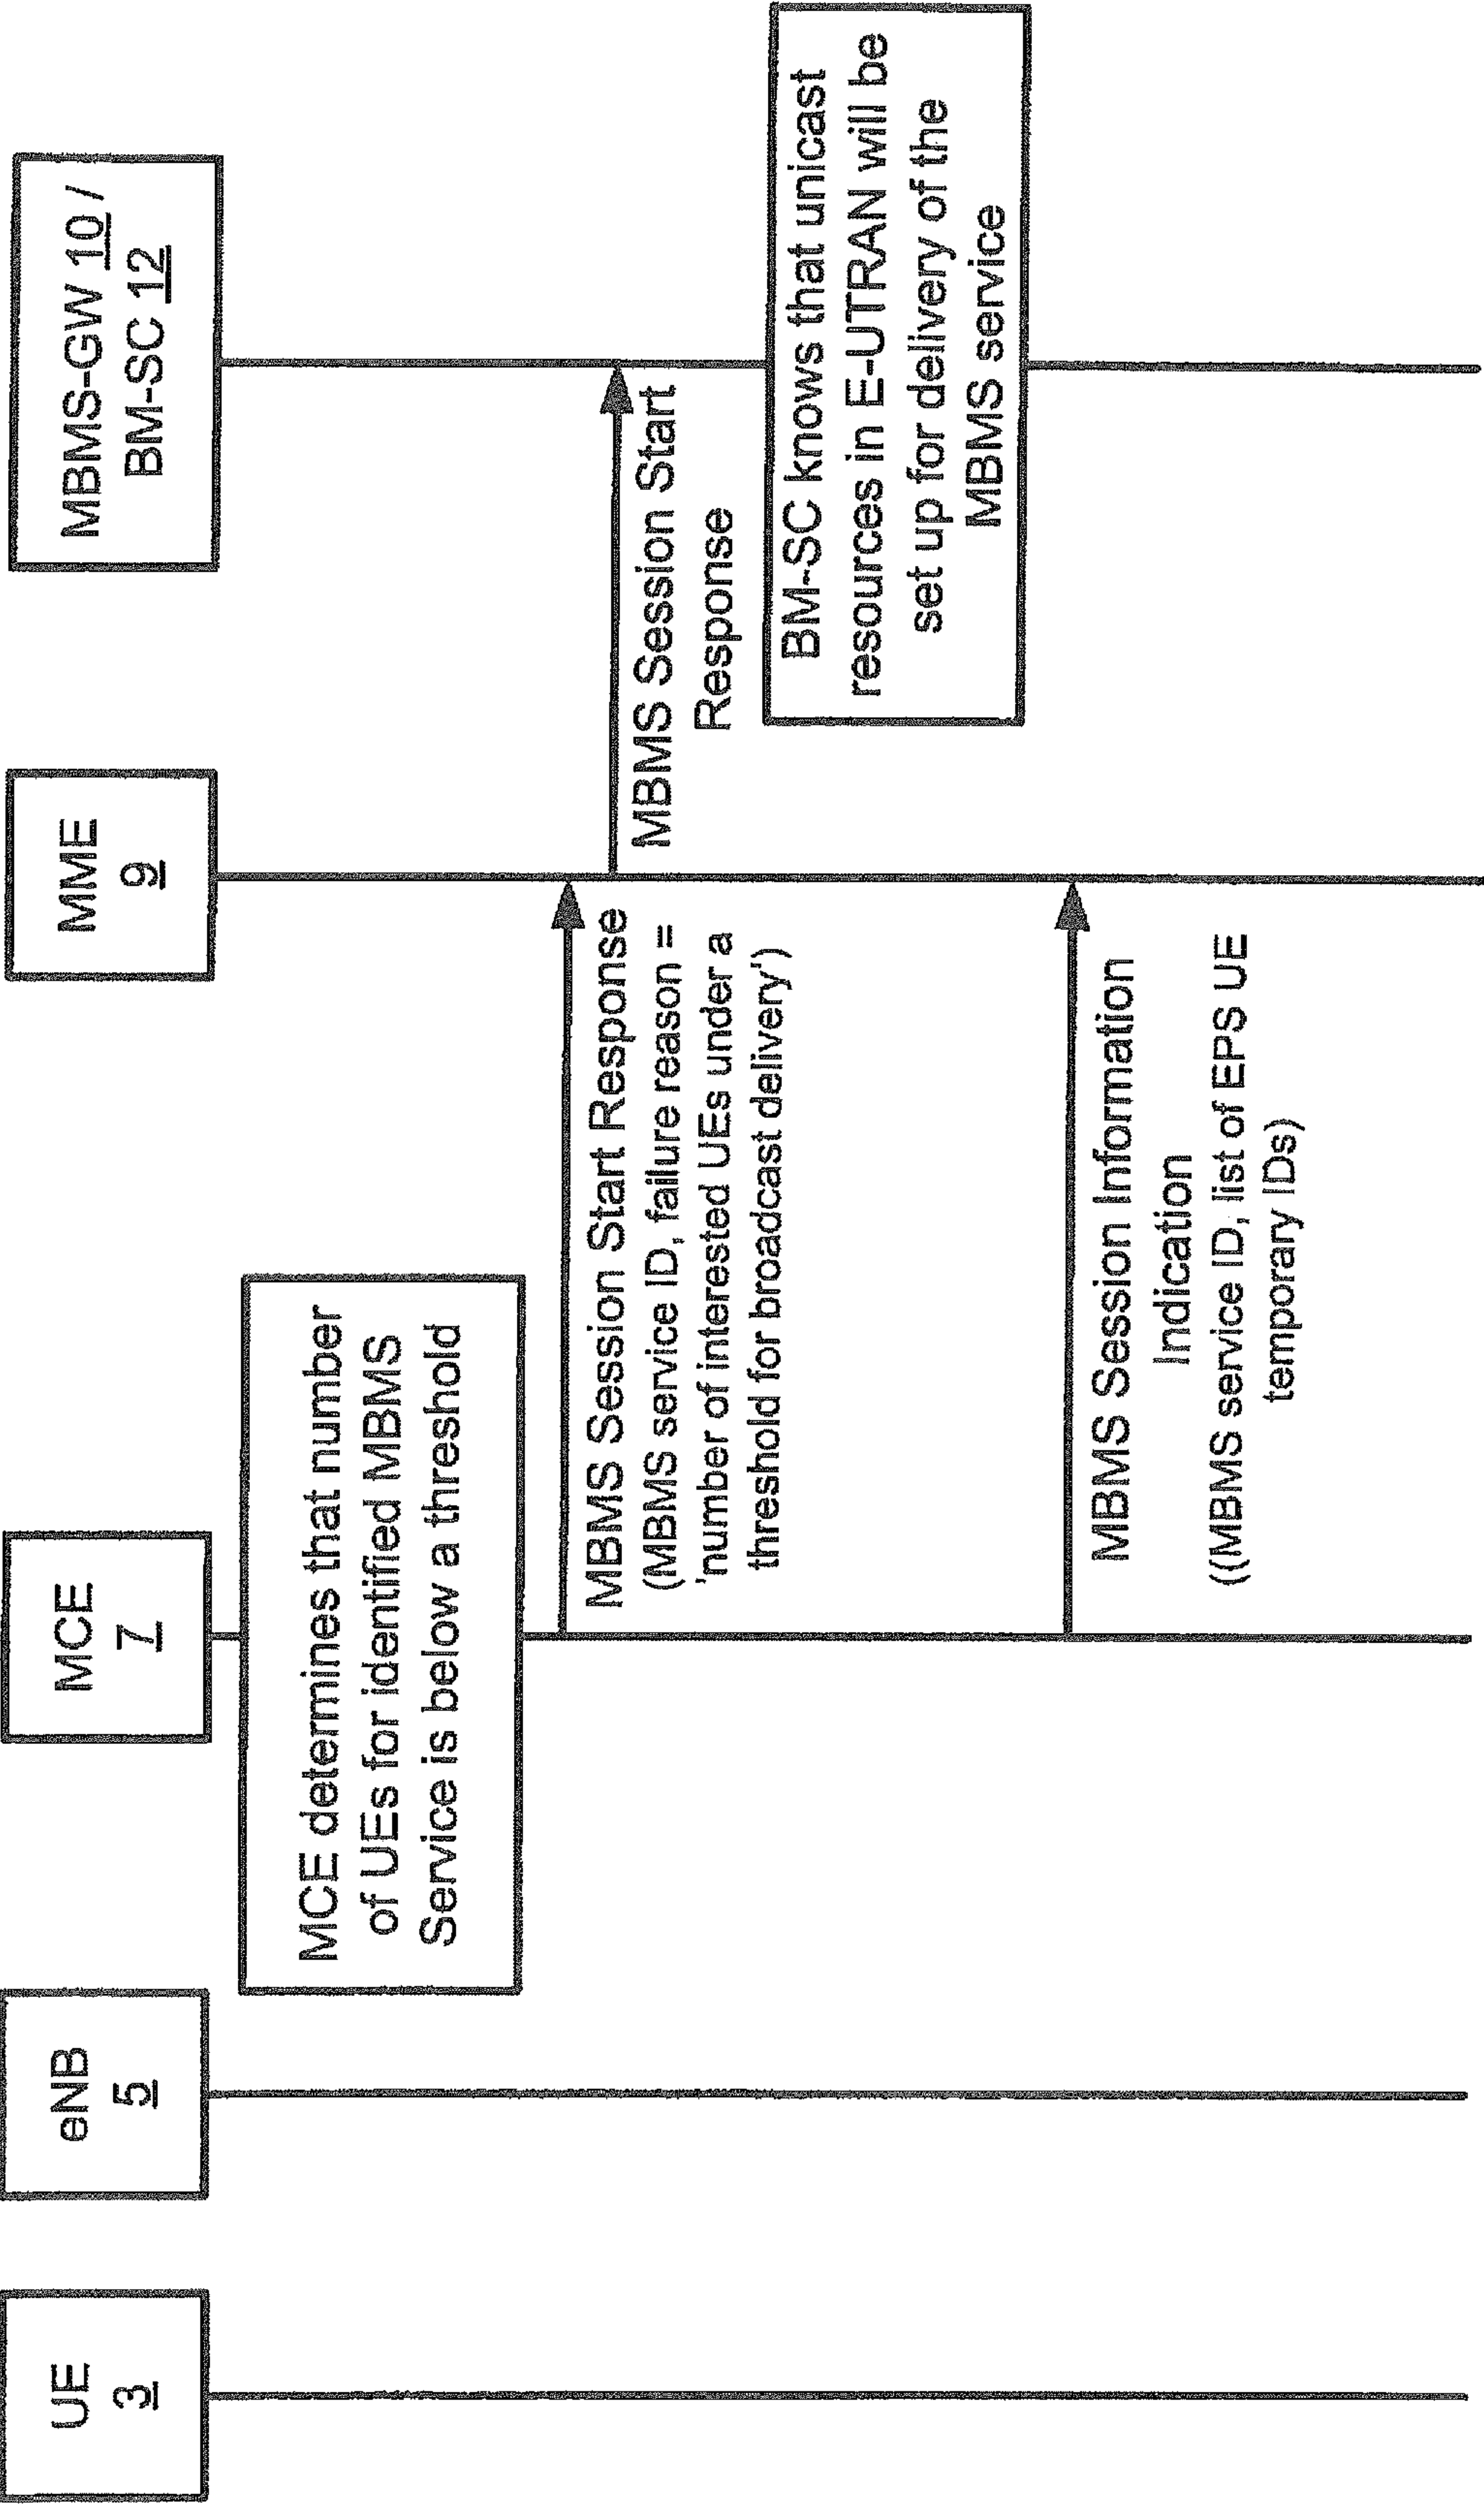 UE
3
eNB
5
MCE
7
MME
9
MBMS-GW 10 /
BM-SC 12
MCE determines that number
of UEs for identified MBMS
Service is below a threshold
MBMS Session Start Response
(MBMS service ID, failure reason =
'number of interested UEs under a
threshold for broadcast delivery')
MBMS Session Start
Response
BM-SC knows that unicast
resources in E-UTRAN will be
set up for delivery of the
MBMS service
MBMS Session Information
Indication
((MBMS service ID, list of EPS UE
temporary IDs)